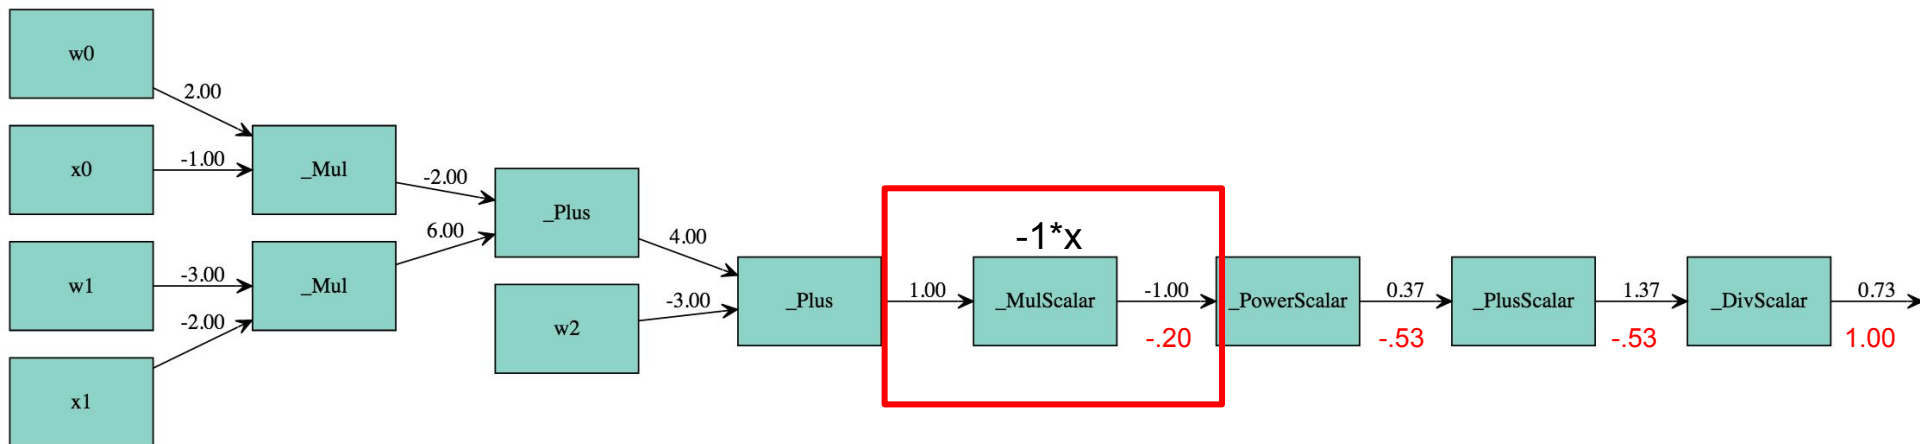 w0
2.00
x0
-1.00
_Mul
-2.00
w1
-3.00
_Mul
6.00
-2.00
x1
_Plus
4.00
w2
-3.00
_Plus
1.00
-1*x
_MulScalar
-1.00
-.20
_PowerScalar
0.37
-.53
_PlusScalar
1.37
-.53
_DivScalar
0.73
1.00